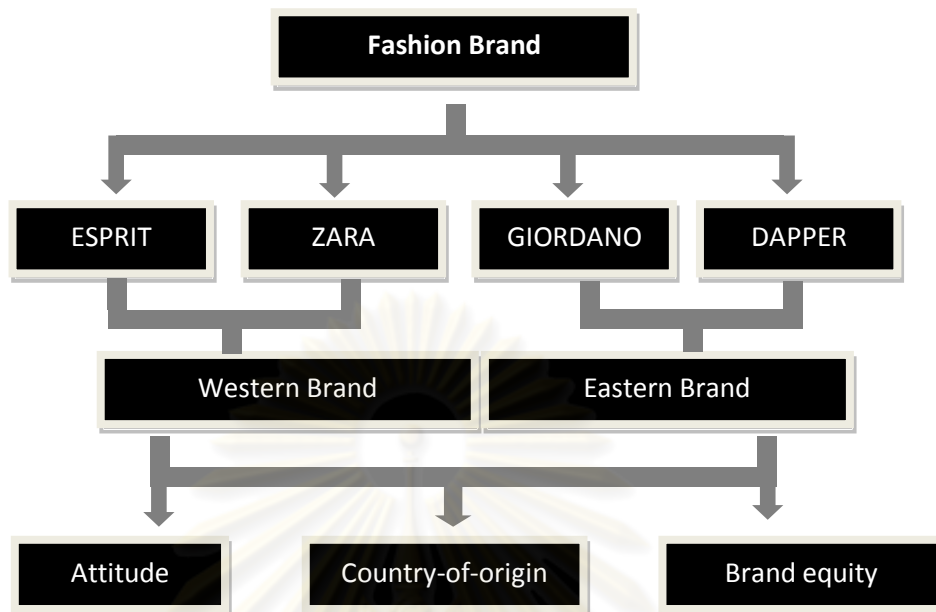 Fashion Brand
ESPRIT
ZARA
GIORDANO
DAPPER
Western Brand
Eastern Brand
Attitude
Country-of-origin
Brand equity